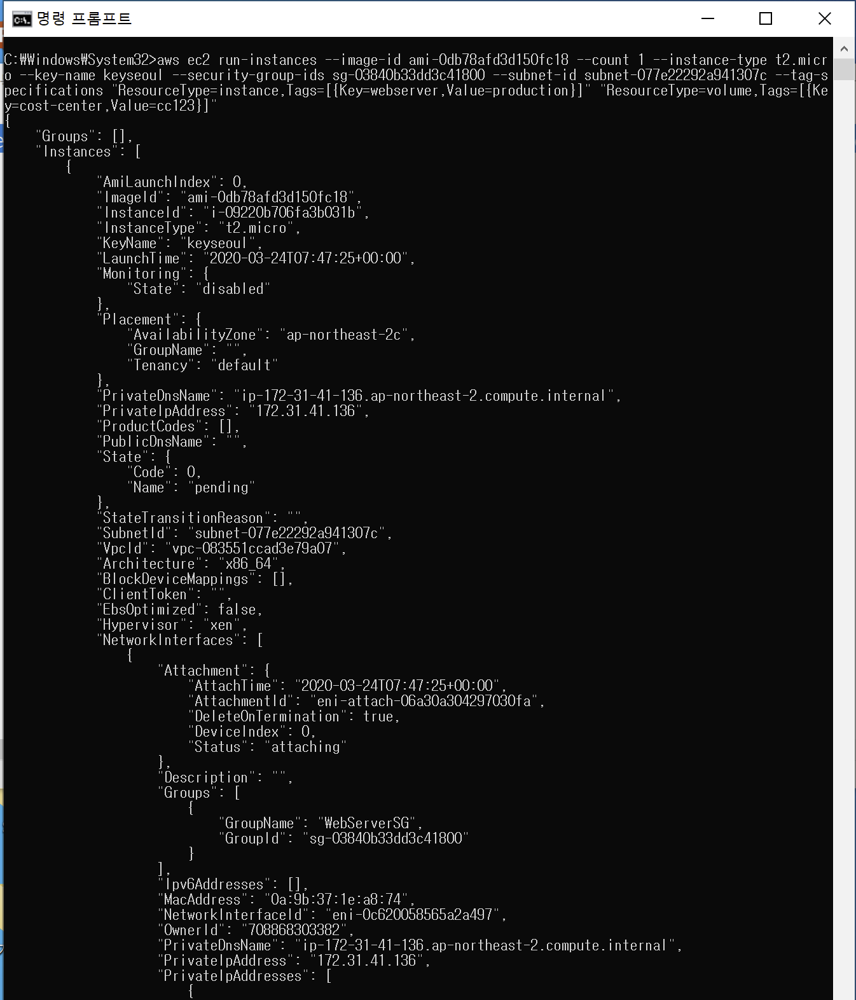 명령 프롬프트
C:₩Windows₩System32>aws ec2 run-instances --image-id ami-0db78afd3d150fc18 --count 1 --instance-type t2.micr
o --key-name keyseoul --security-group-ids sg-03840b33dd3c41800 --subnet-id subnet-077e22292a941307c --tag-s
pecifications "ResourceType=instance,Tags=[{Key=webserver,Value=production}]" "ResourceType=volume,Tags=[{Ke
y=cost-center,Value=cc123}]"
{
    "Groups": [],
    "Instances": [
        {
            "AmiLaunchIndex": 0,
            "ImageId": "ami-0db78afd3d150fc18",
            "InstanceId": "i-09220b706fa3b031b",
            "InstanceType": "t2.micro",
            "KeyName": "keyseoul",
            "LaunchTime": "2020-03-24T07:47:25+00:00",
            "Monitoring": {
                "State": "disabled"
            },
            "Placement": {
                "AvailabilityZone": "ap-northeast-2c",
                "GroupName": "",
                "Tenancy": "default"
            },
            "PrivateDnsName": "ip-172-31-41-136.ap-northeast-2.compute.internal",
            "PrivateIpAddress": "172.31.41.136",
            "ProductCodes": [],
            "PublicDnsName": "",
            "State": {
                "Code": 0,
                "Name": "pending"
            },
            "StateTransitionReason": "",
            "SubnetId": "subnet-077e22292a941307c",
            "VpcId": "vpc-083551ccad3e79a07",
            "Architecture": "x86_64",
            "BlockDeviceMappings": [],
            "ClientToken": "",
            "EbsOptimized": false,
            "Hypervisor": "xen",
            "NetworkInterfaces": [
                {
                    "Attachment": {
                        "AttachTime": "2020-03-24T07:47:25+00:00",
                        "AttachmentId": "eni-attach-06a30a304297030fa",
                        "DeleteOnTermination": true,
                        "DeviceIndex": 0,
                        "Status": "attaching"
                    },
                    "Description": "",
                    "Groups": [
                        {
                            "GroupName": "WebServerSG",
                            "GroupId": "sg-03840b33dd3c41800"
                        }
                    ],
                    "Ipv6Addresses": [],
                    "MacAddress": "0a:9b:37:1e:a8:74",
                    "NetworkInterfaceId": "eni-0c620058565a2a497",
                    "OwnerId": "708868303382",
                    "PrivateDnsName": "ip-172-31-41-136.ap-northeast-2.compute.internal",
                    "PrivateIpAddress": "172.31.41.136",
                    "PrivateIpAddresses": [
                        {